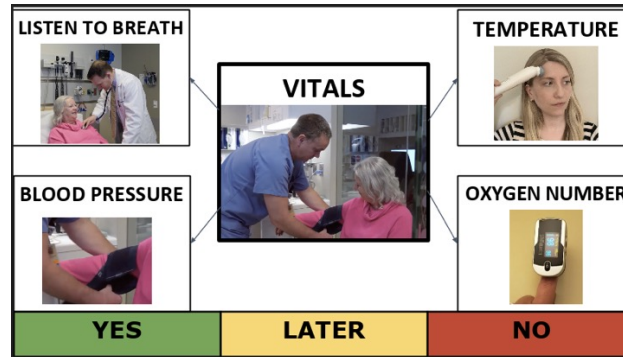 LISTEN TO BREATH
TEMPERATURE
VITALS
BLOOD PRESSURE
OXYGEN NUMBER
YES
LATER
NO